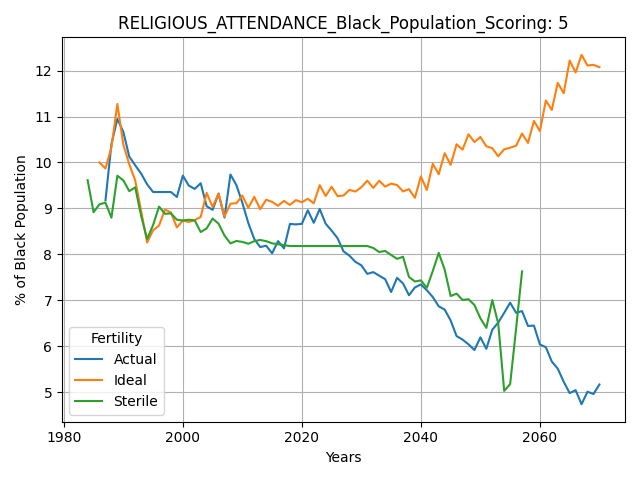 RELIGIOUS_ATTENDANCE_Black_Population_Scoring: 5
12
11
10
9
8
7
6
5
% of Black Population
Fertility
Actual
Ideal
Sterile
1980 2000 2020 2040 2060
Years